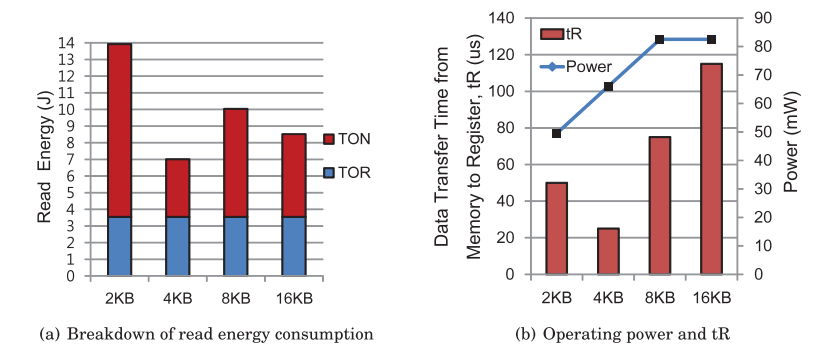 14
13
12
11
10
9
8
7
6
5
4
3
2
1
0
Read Energy (J)
2KB 4KB 8KB 16KB
TON
TOR
(a) Breakdown of read energy consumption
Data Transfer Time from
Memory to Register, tR (us)
140
120
100
80
60
40
20
0
tR
Power
90
80
70
60
50
40
30
20
10
0
Power (mW)
2KB 4KB 8KB 16KB
(b) Operating power and tR